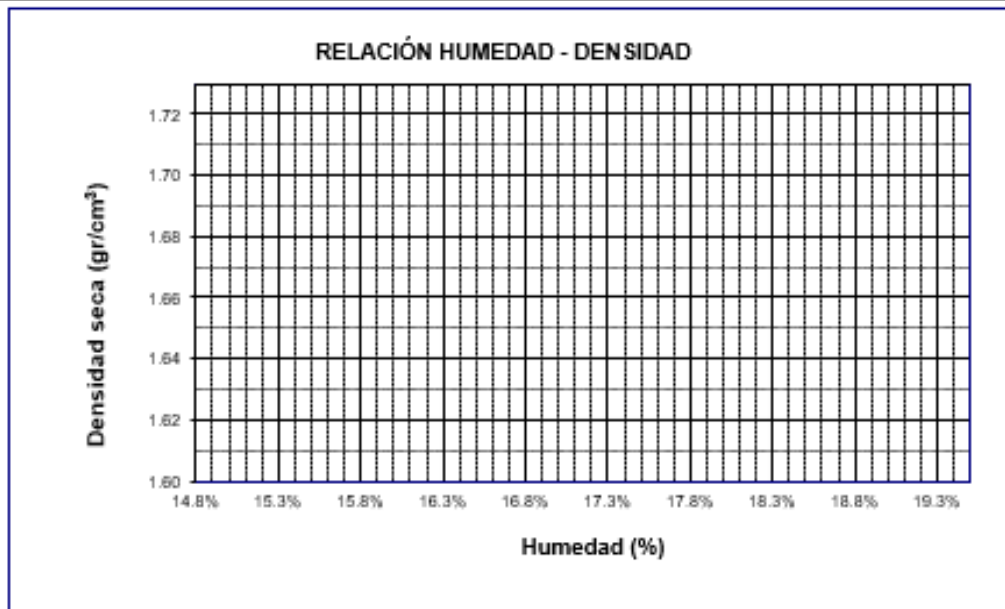 RELACIÓN HUMEDAD - DENSIDAD
Densidad seca (gr/cm³)
1.72
1.70
1.68
1.66
1.64
1.62
1.60
14.8% 15.3% 15.8% 16.3% 16.8% 17.3% 17.8% 18.3% 18.8% 19.3%
Humedad (%)